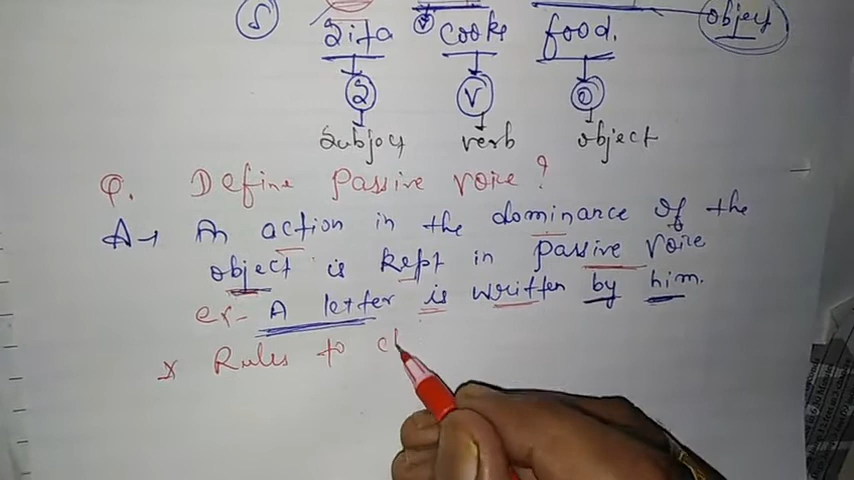 S
Sita V Cooks food. object
S V O
Subject verb object
Q. Define Passive voice?
A→ An action in the dominance of the
object is kept in passive voice
ex- A letter is written by him.
x Rules to c